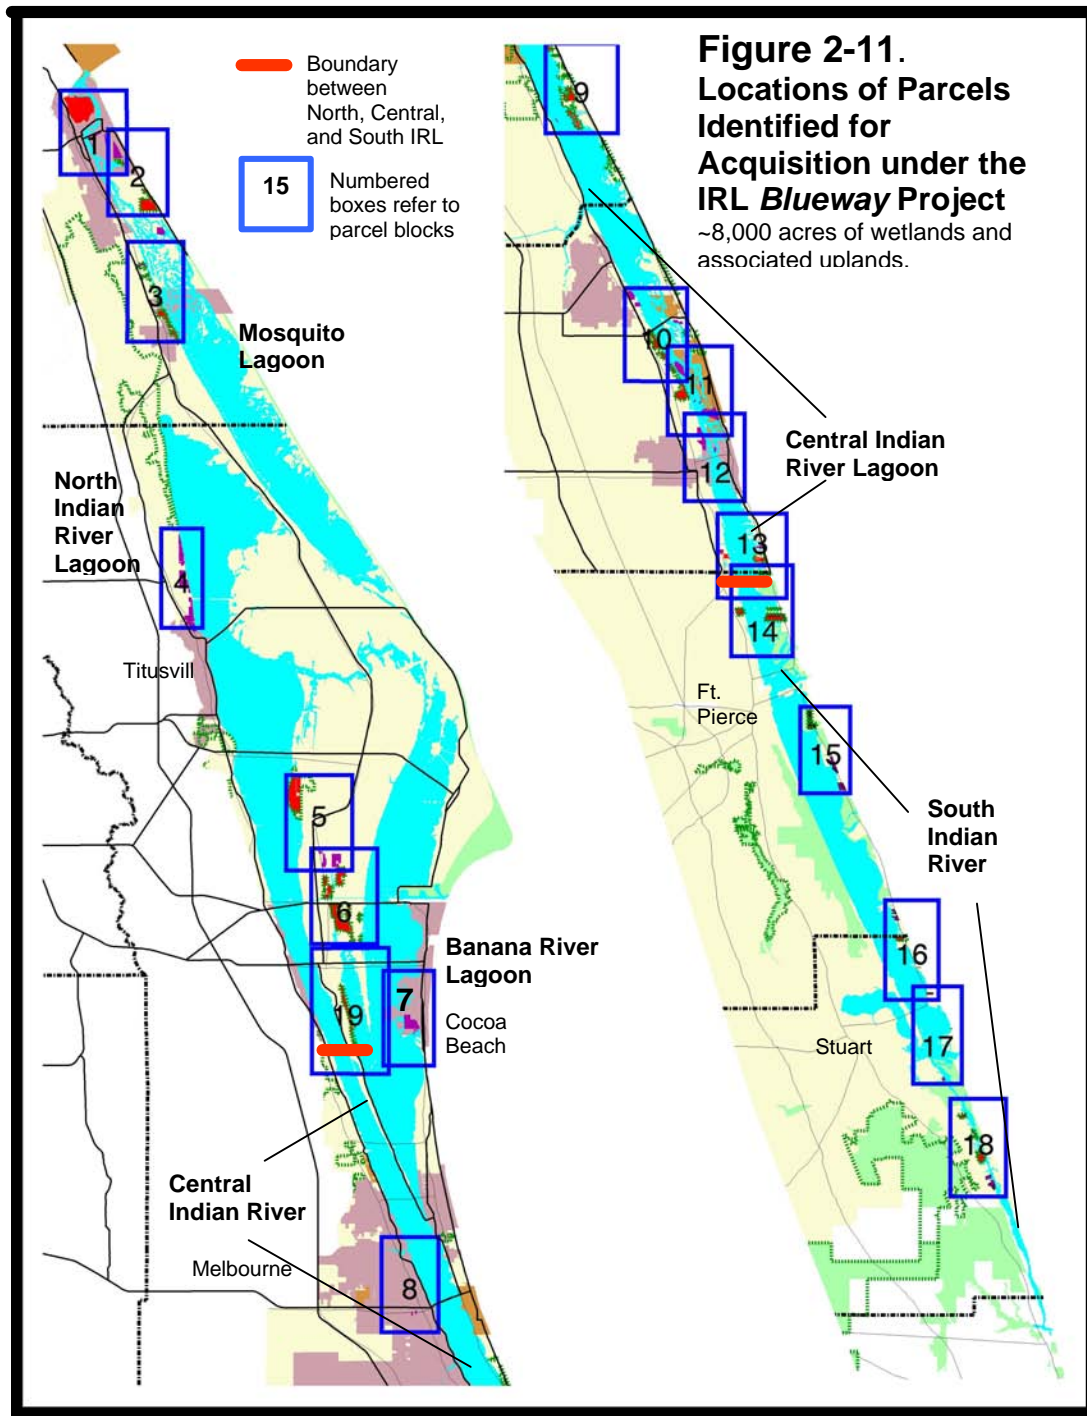 Figure 2-11.
Locations of Parcels
Identified for
Acquisition under the
IRL Blueway Project
~8,000 acres of wetlands and
associated uplands.
Boundary
between
North, Central,
and South IRL
15
Numbered
boxes refer to
parcel blocks
1
2
3
Mosquito
Lagoon
North
Indian
River
Lagoon
4
Titusvill
5
6
Banana River
Lagoon
7
19
Cocoa
Beach
Central
Indian River
Melbourne
8
9
10
11
Central Indian
River Lagoon
12
13
14
Ft.
Pierce
15
South
Indian
River
16
Stuart
17
18